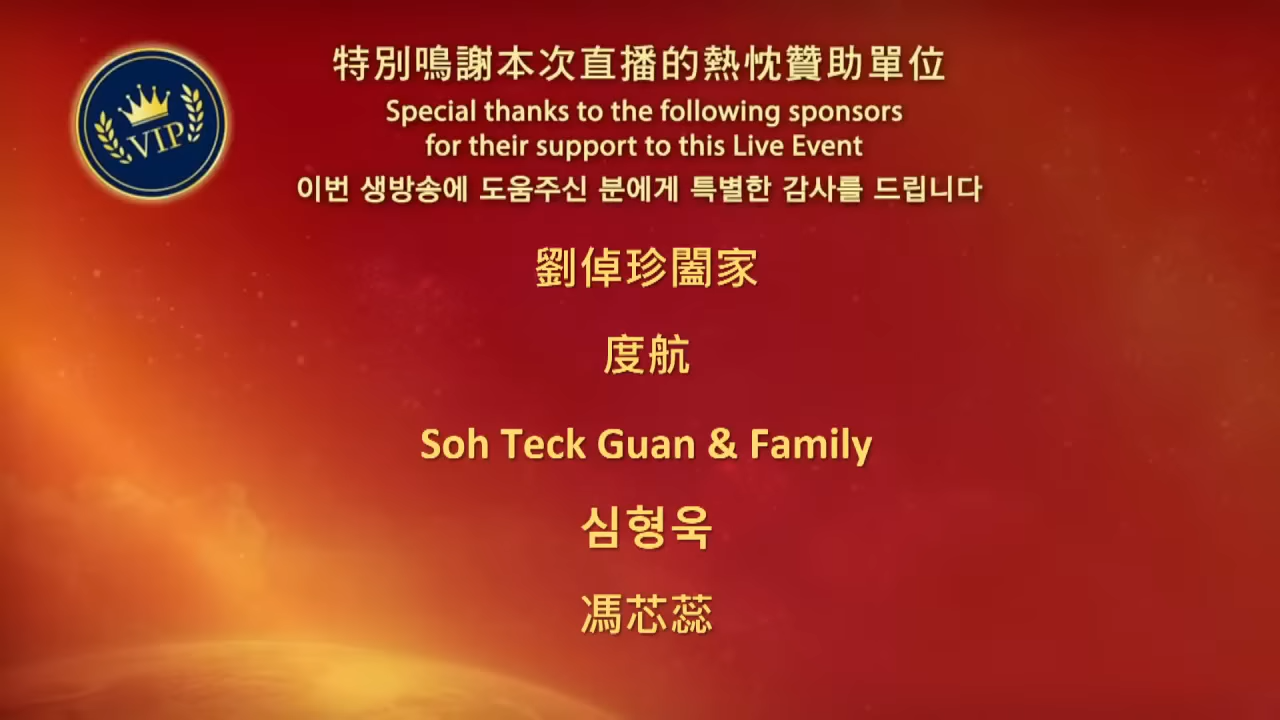 VIP
特別鳴謝本次直播的熱忱贊助單位
Special thanks to the following sponsors
for their support to this Live Event
이번 생방송에 도움주신 분에게 특별한 감사를 드립니다
劉倬珍闔家
度航
Soh Teck Guan & Family
심형욱
馮芯蕊